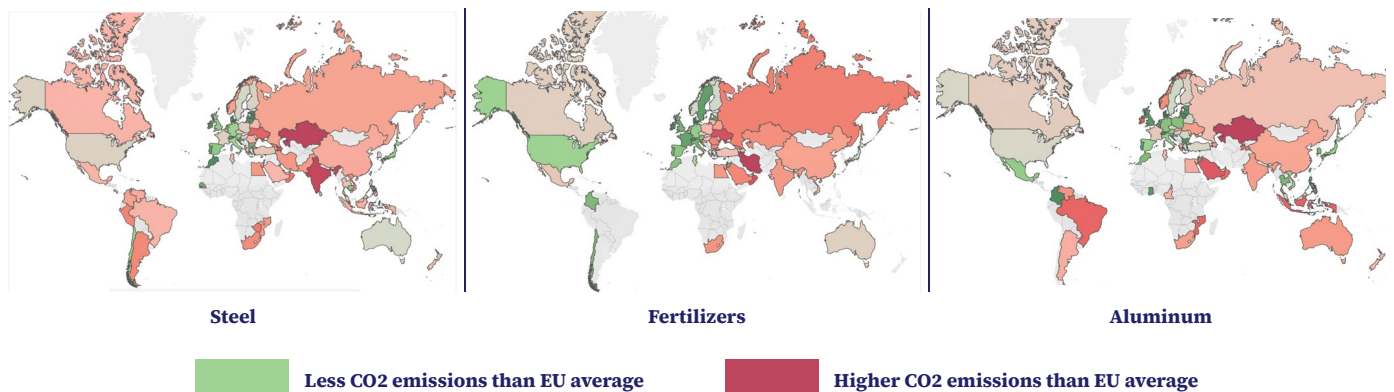 Steel
Fertilizers
Aluminum
Less CO2 emissions than EU average
Higher CO2 emissions than EU average